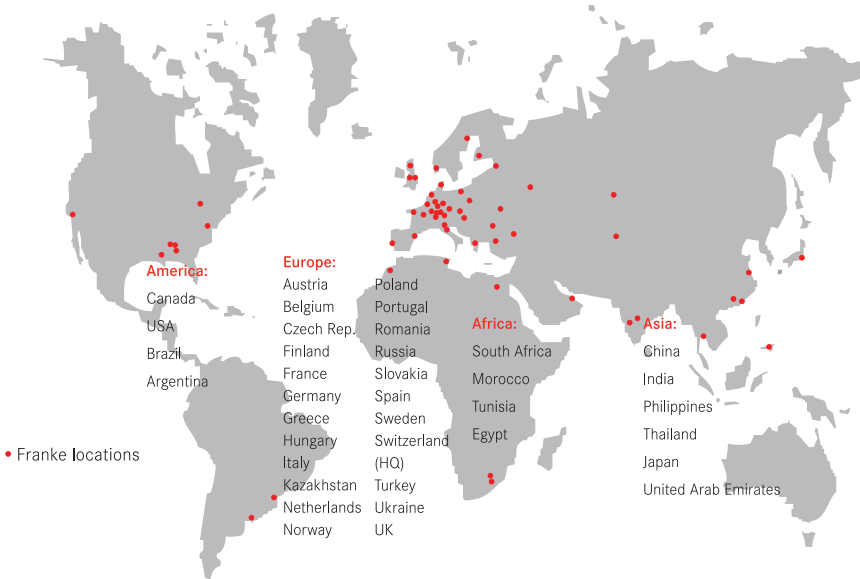 America:
Canada
USA
Brazil
Argentina
Europe:
Austria
Belgium
Czech Rep.
Finland
France
Germany
Greece
Hungary
Italy
Kazakhstan
Netherlands
Norway
Poland
Portugal
Romania
Russia
Slovakia
Spain
Sweden
Switzerland
(HQ)
Turkey
Ukraine
UK
Africa:
South Africa
Morocco
Tunisia
Egypt
Asia:
China
India
Philippines
Thailand
Japan
United Arab Emirates
Franke locations